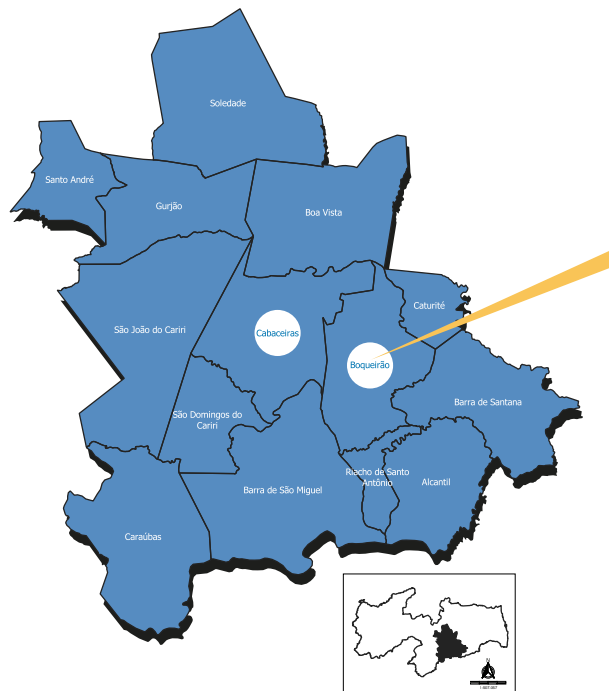 Soledade
Santo André
Gurjão
Boa Vista
Caturité
São João do Cariri
Cabaceiras
Boqueirão
Barra de Santana
São Domingos do
Cariri
Riacho de Santo
Antônio
Alcantil
Barra de São Miguel
Caraúbas